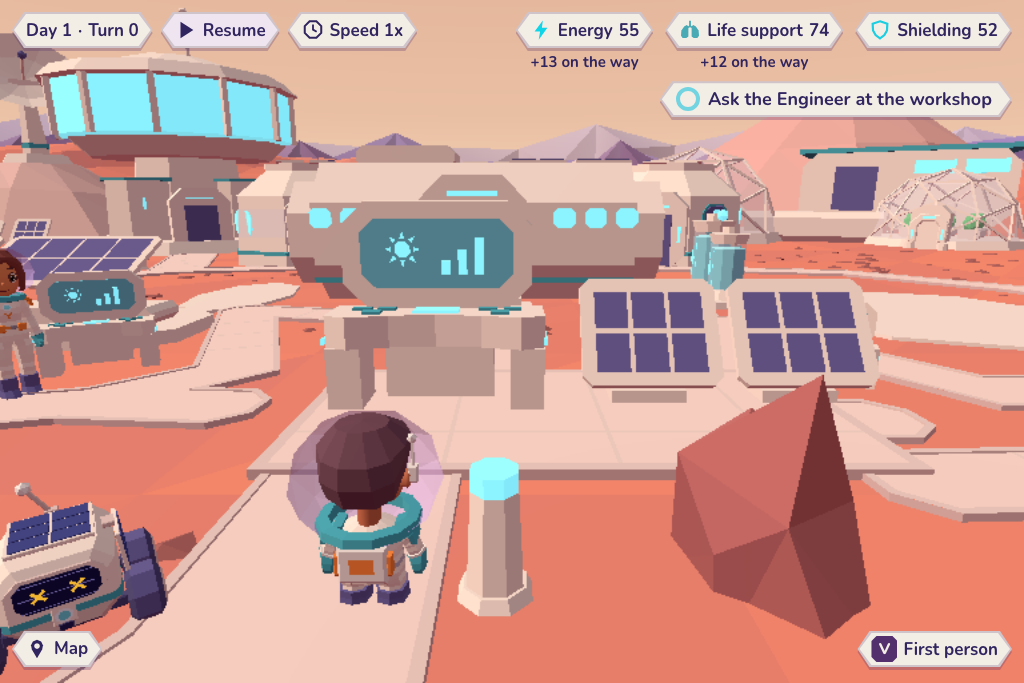 Day 1 · Turn 0
Resume
Speed 1x
Energy 55
Life support 74
Shielding 52
+13 on the way
+12 on the way
Ask the Engineer at the workshop
Map
V First person